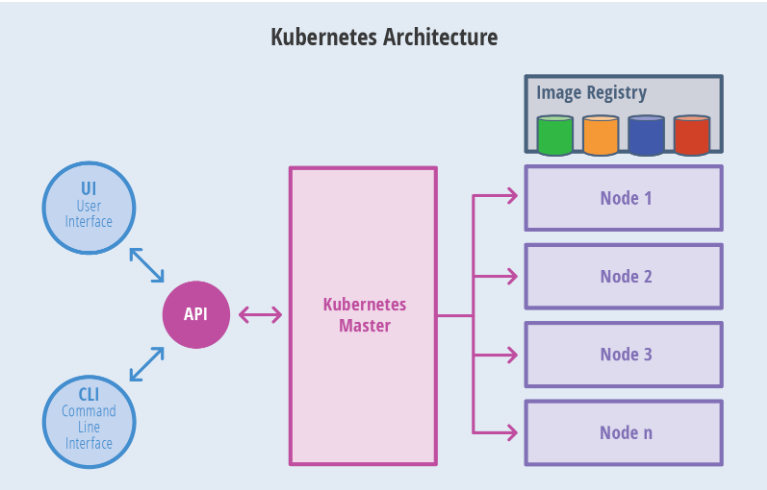 Kubernetes Architecture
Image Registry
UI
User
Interface
API
CLI
Command
Line
Interface
Kubernetes
Master
Node 1
Node 2
Node 3
Node n